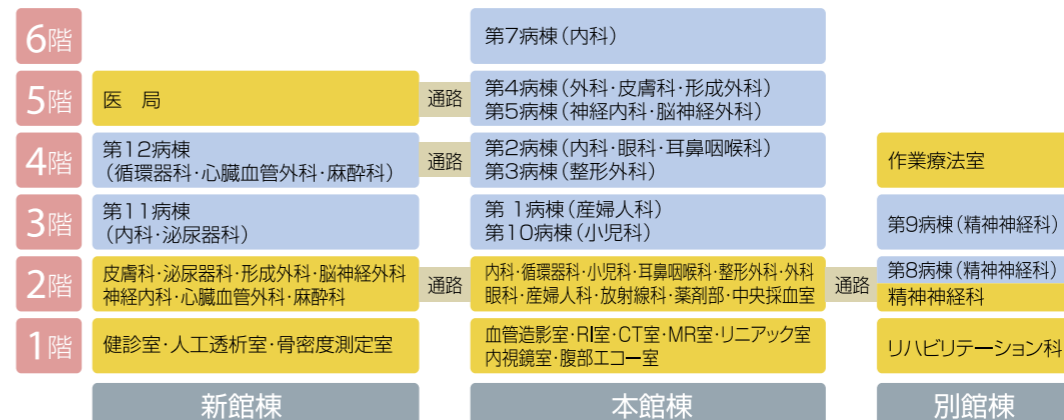 6階
第7病棟(内科)
5階
医　局
通路
第4病棟(外科・皮膚科・形成外科)
第5病棟(神経内科・脳神経外科)
4階
第12病棟
(循環器科・心臓血管外科・麻酔科)
通路
第2病棟(内科・眼科・耳鼻咽喉科)
第3病棟(整形外科)
作業療法室
3階
第11病棟
(内科・泌尿器科)
第 1病棟(産婦人科)
第10病棟(小児科)
第9病棟(精神神経科)
2階
皮膚科・泌尿器科・形成外科・脳神経外科
神経内科・心臓血管外科・麻酔科
通路
内科・循環器科・小児科・耳鼻咽喉科・整形外科・外科
眼科・産婦人科・放射線科・薬剤部・中央採血室
通路
第8病棟(精神神経科)
精神神経科
1階
健診室・人工透析室・骨密度測定室
血管造影室・RI室・CT室・MR室・リニアック室
内視鏡室・腹部エコー室
リハビリテーション科
新館棟
本館棟
別館棟